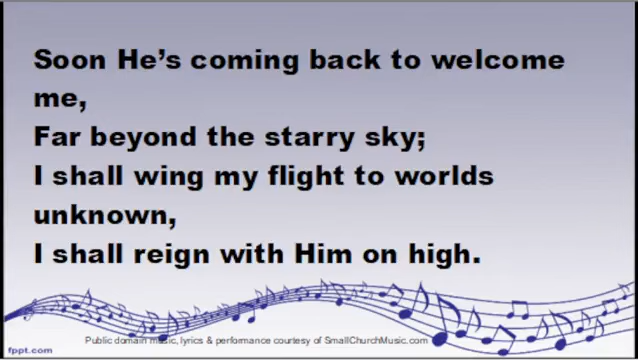 Soon He's coming back to welcome
me,
Far beyond the starry sky;
I shall wing my flight to worlds
unknown,
I shall reign with Him on high.
Public domain music, lyrics & performance courtesy of SmallChurchMusic.com
fppt.com